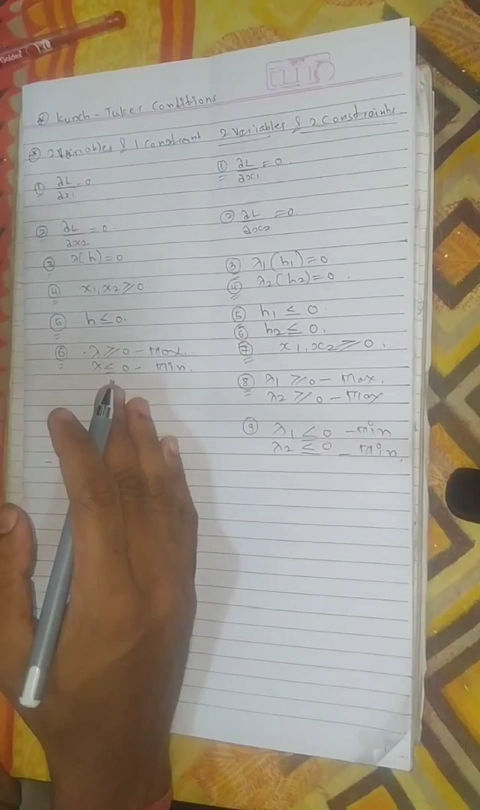 Kunch-Tuker Conditions
2 Variables & 1 Constraint
① ∂L/∂x1 = 0
② ∂L/∂x2 = 0.
③ λ(h) = 0
④ x1, x2 ≥ 0
⑤ h ≤ 0.
⑥ λ ≥ 0 - Max.
λ ≤ 0 - Min.
2 Variables & 2 Constraints
① ∂L/∂x1 = 0
② ∂L/∂x2 = 0.
③ λ1(h1) = 0
④ λ2(h2) = 0.
⑤ h1 ≤ 0
⑥ h2 ≤ 0.
⑦ x1, x2 ≥ 0.
⑧ λ1 ≥ 0 - Max.
λ2 ≥ 0 - Max
⑨ λ1 ≤ 0 - min
λ2 ≤ 0 - min.